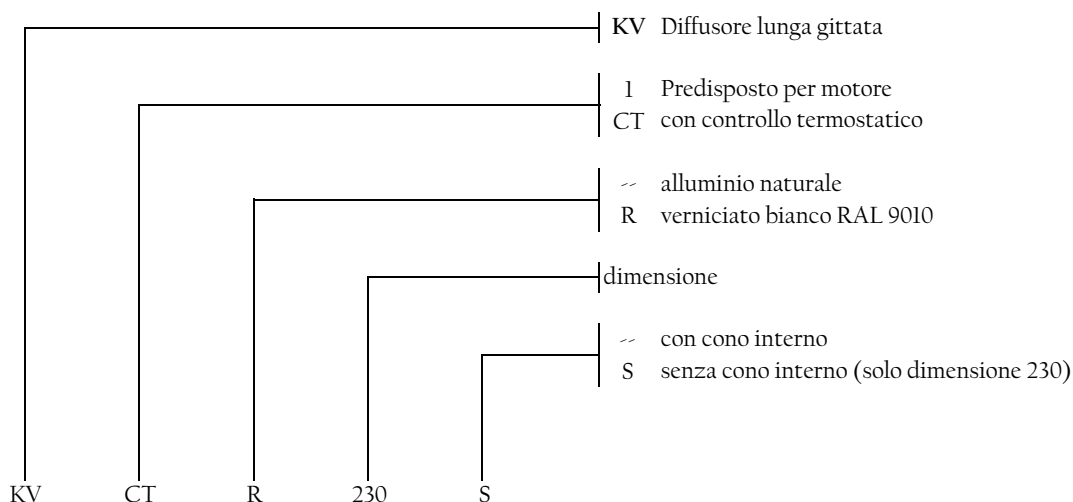 KV Diffusore lunga gittata
1 Predisposto per motore
CT con controllo termostatico
-- alluminio naturale
R verniciato bianco RAL 9010
dimensione
-- con cono interno
S senza cono interno (solo dimensione 230)
KV CT R 230 S